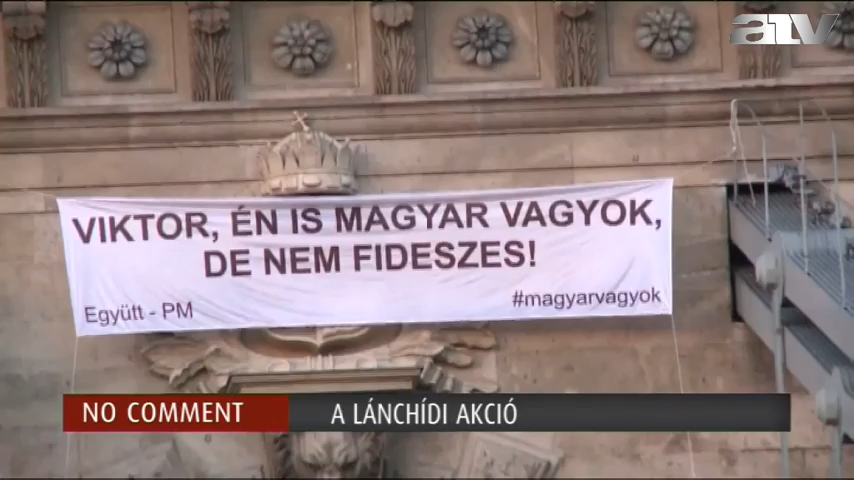 atv
VIKTOR, ÉN IS MAGYAR VAGYOK,
DE NEM FIDESZES!
Együtt - PM
#magyarvagyok
NO COMMENT
A LÁNCHÍDI AKCIÓ